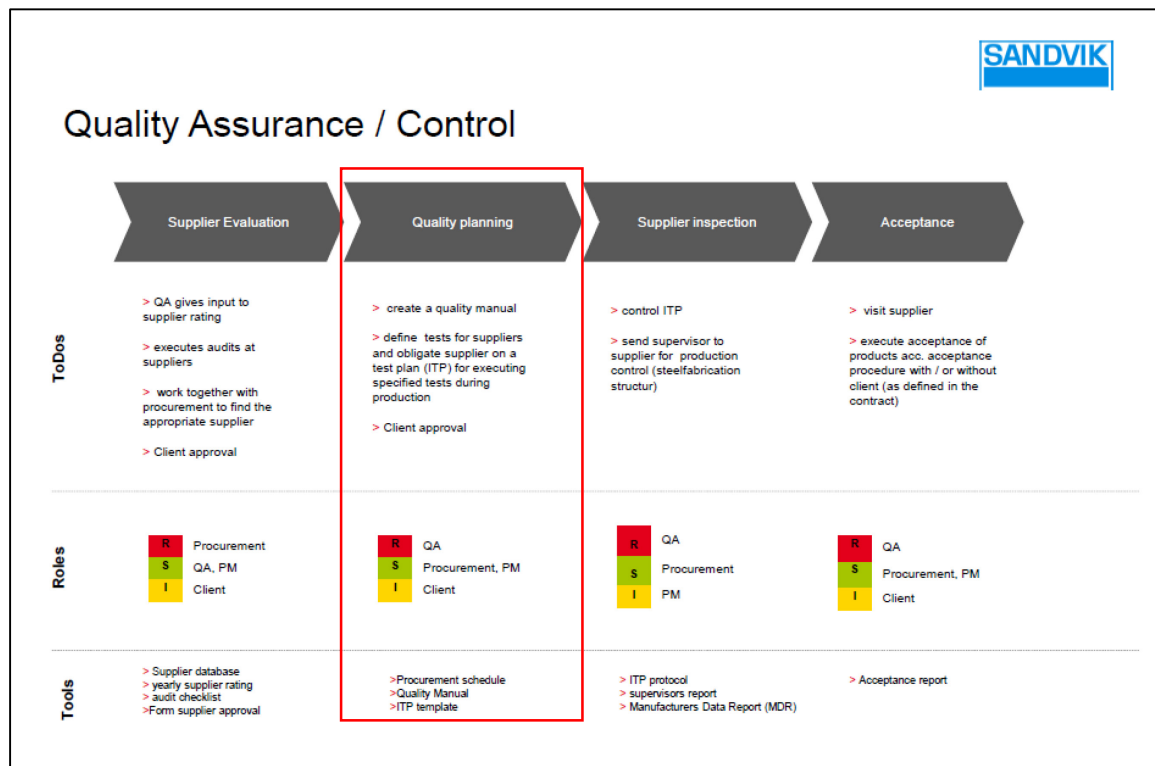 SANDVIK
Quality Assurance / Control
Supplier Evaluation
Quality planning
Supplier inspection
Acceptance
ToDos
> QA gives input to
supplier rating
> executes audits at
suppliers
> work together with
procurement to find the
appropriate supplier
> Client approval
> create a quality manual
> define tests for suppliers
and obligate supplier on a
test plan (ITP) for executing
specified tests during
production
> Client approval
> control ITP
> send supervisor to
supplier for production
control (steelfabrication
structur)
> visit supplier
> execute acceptance of
products acc. acceptance
procedure with / or without
client (as defined in the
contract)
Roles
R Procurement
S QA, PM
I Client
R QA
S Procurement, PM
I Client
R QA
S Procurement
I PM
R QA
S Procurement, PM
I Client
Tools
> Supplier database
> yearly supplier rating
> audit checklist
>Form supplier approval
>Procurement schedule
>Quality Manual
>ITP template
> ITP protocol
> supervisors report
> Manufacturers Data Report (MDR)
> Acceptance report